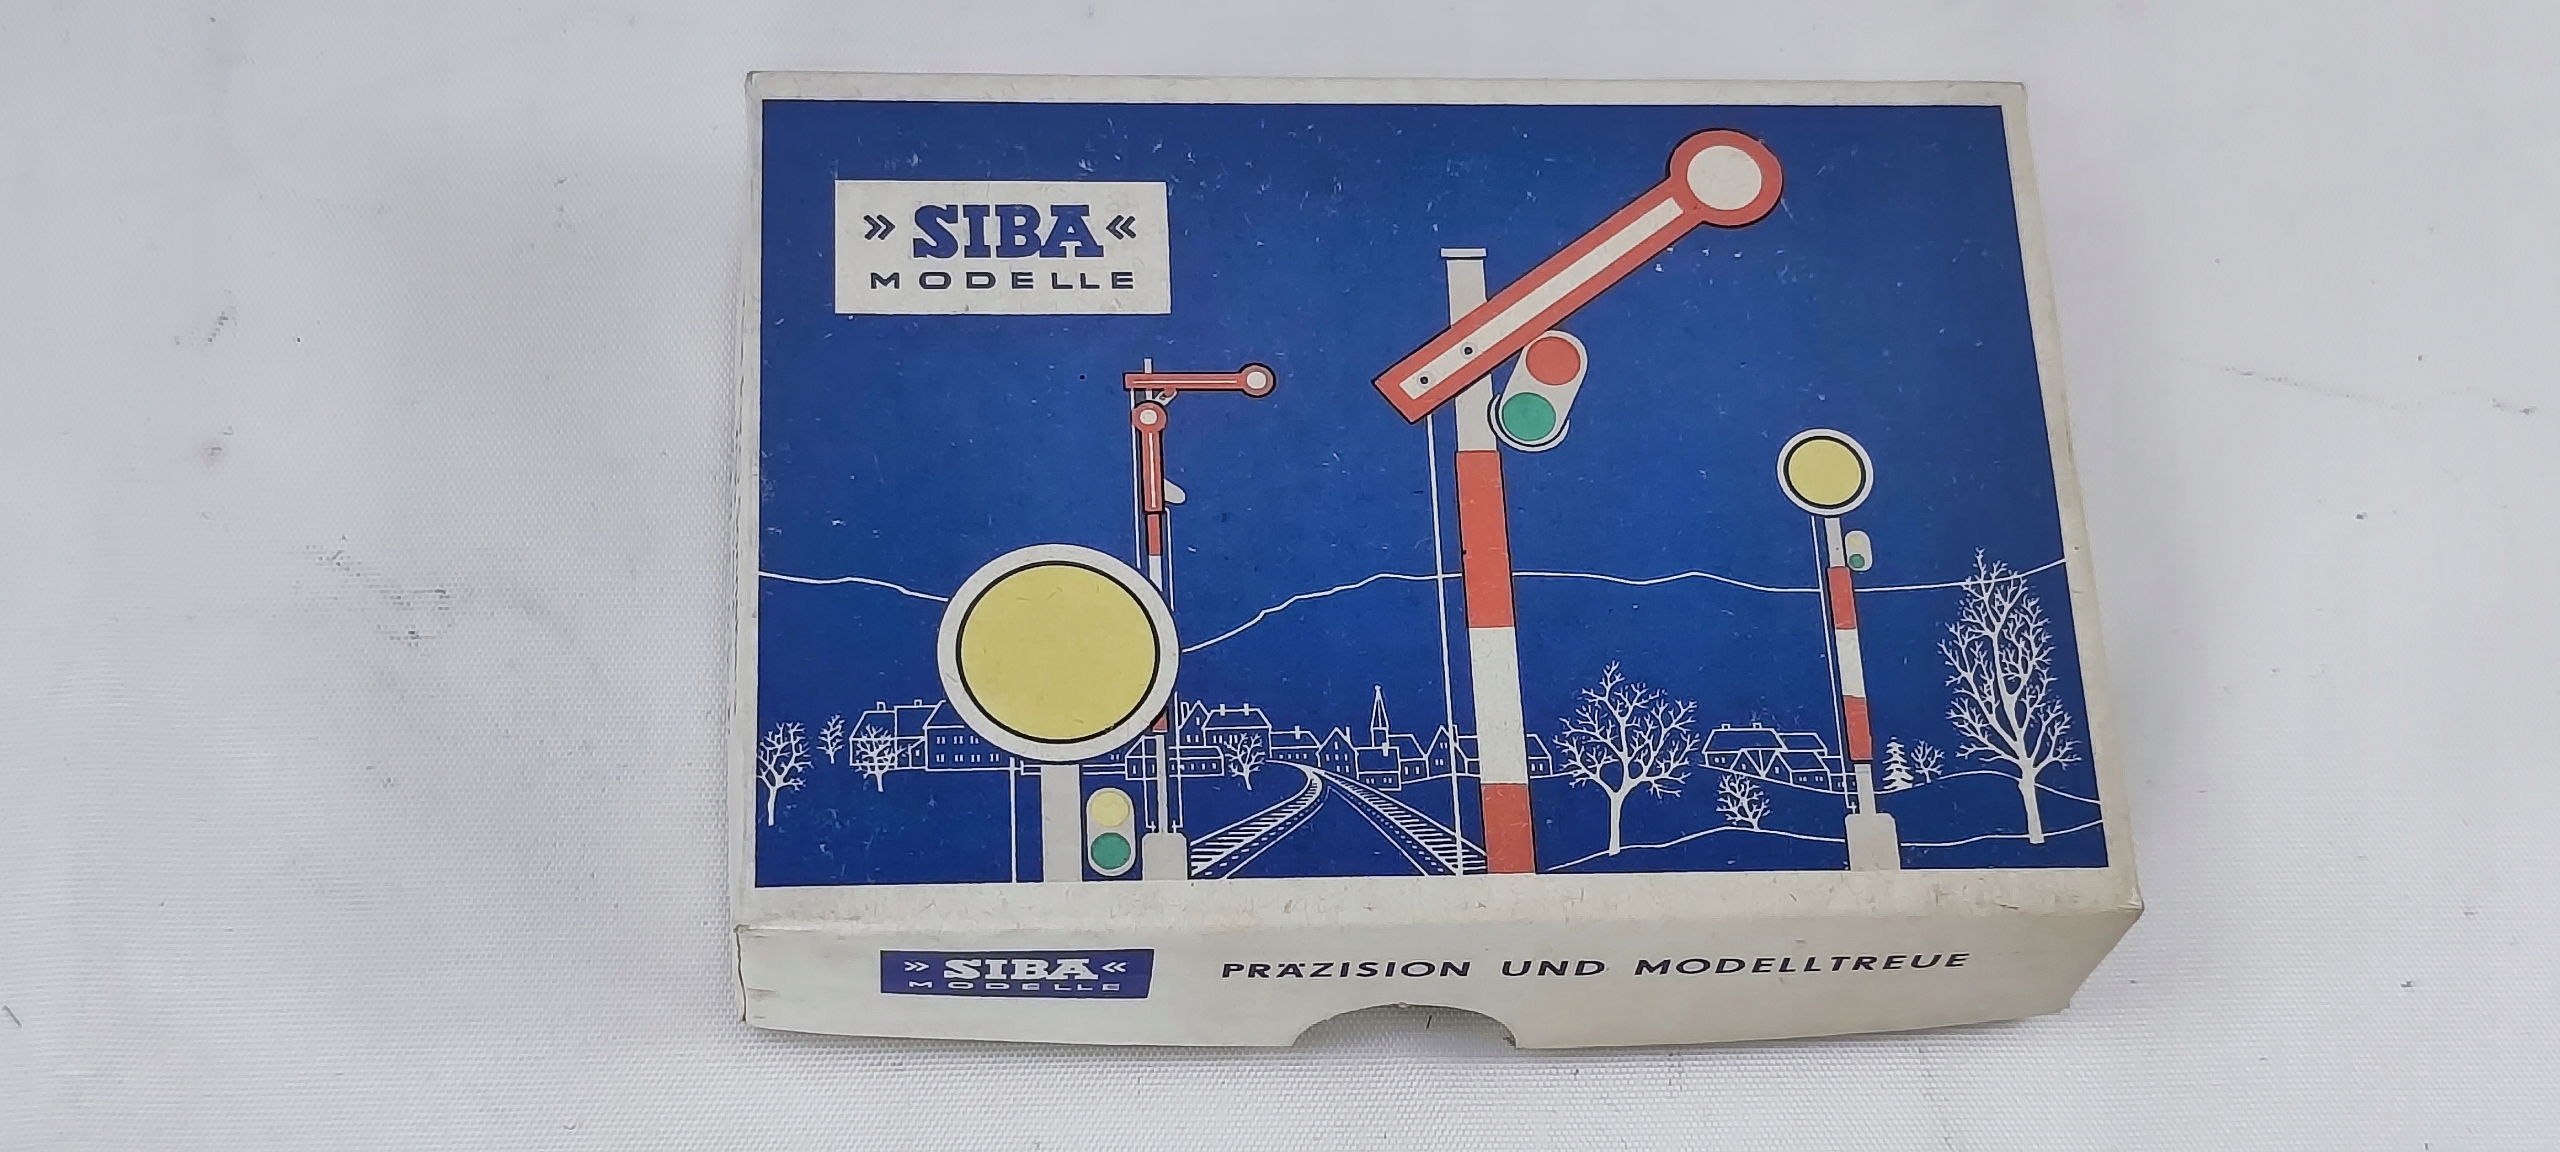 » SIBA «
MODELLE
» SIBA «
MODELLE
PRÄZISION UND MODELLTREUE